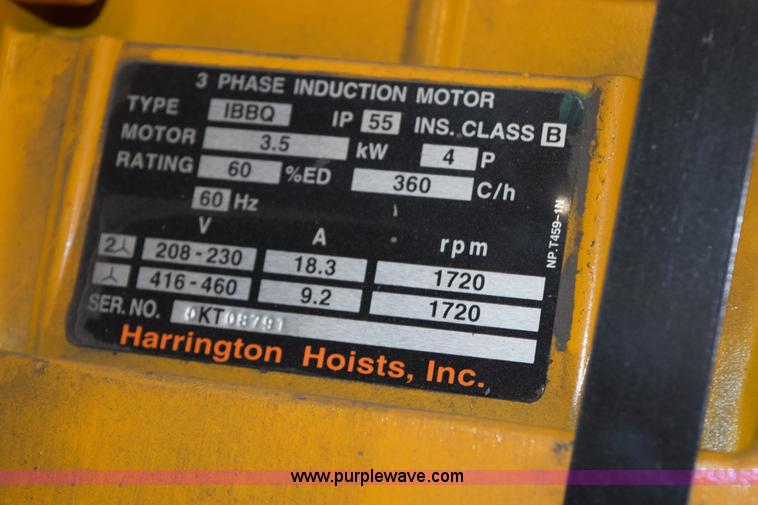 3 PHASE INDUCTION MOTOR
TYPE IBBQ IP 55 INS. CLASS B
MOTOR 3.5 kW 4 P
RATING 60 %ED 360 C/h
60 Hz
V A rpm
2 208-230 18.3 1720
416-460 9.2 1720
SER. NO. 0KT08791
Harrington Hoists, Inc.
NP.T459-1N
www.purplewave.com